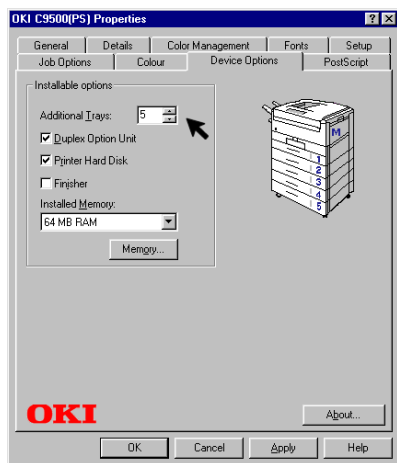 OKI C9500(PS) Properties
General Details Color Management Fonts Setup
Job Options Colour Device Options PostScript
Installable options
Additional Trays: 5
Duplex Option Unit
Printer Hard Disk
Finisher
Installed Memory:
64 MB RAM
Memory...
M
1
2
3
4
5
OKI
About...
OK Cancel Apply Help